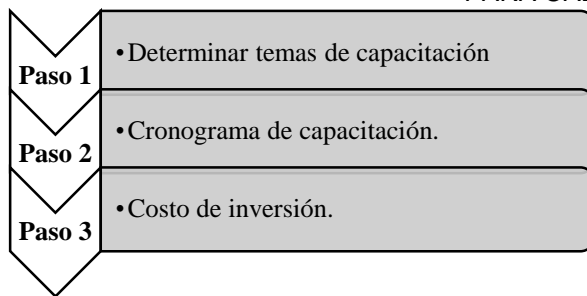 Paso 1
•Determinar temas de capacitación
Paso 2
•Cronograma de capacitación.
Paso 3
•Costo de inversión.